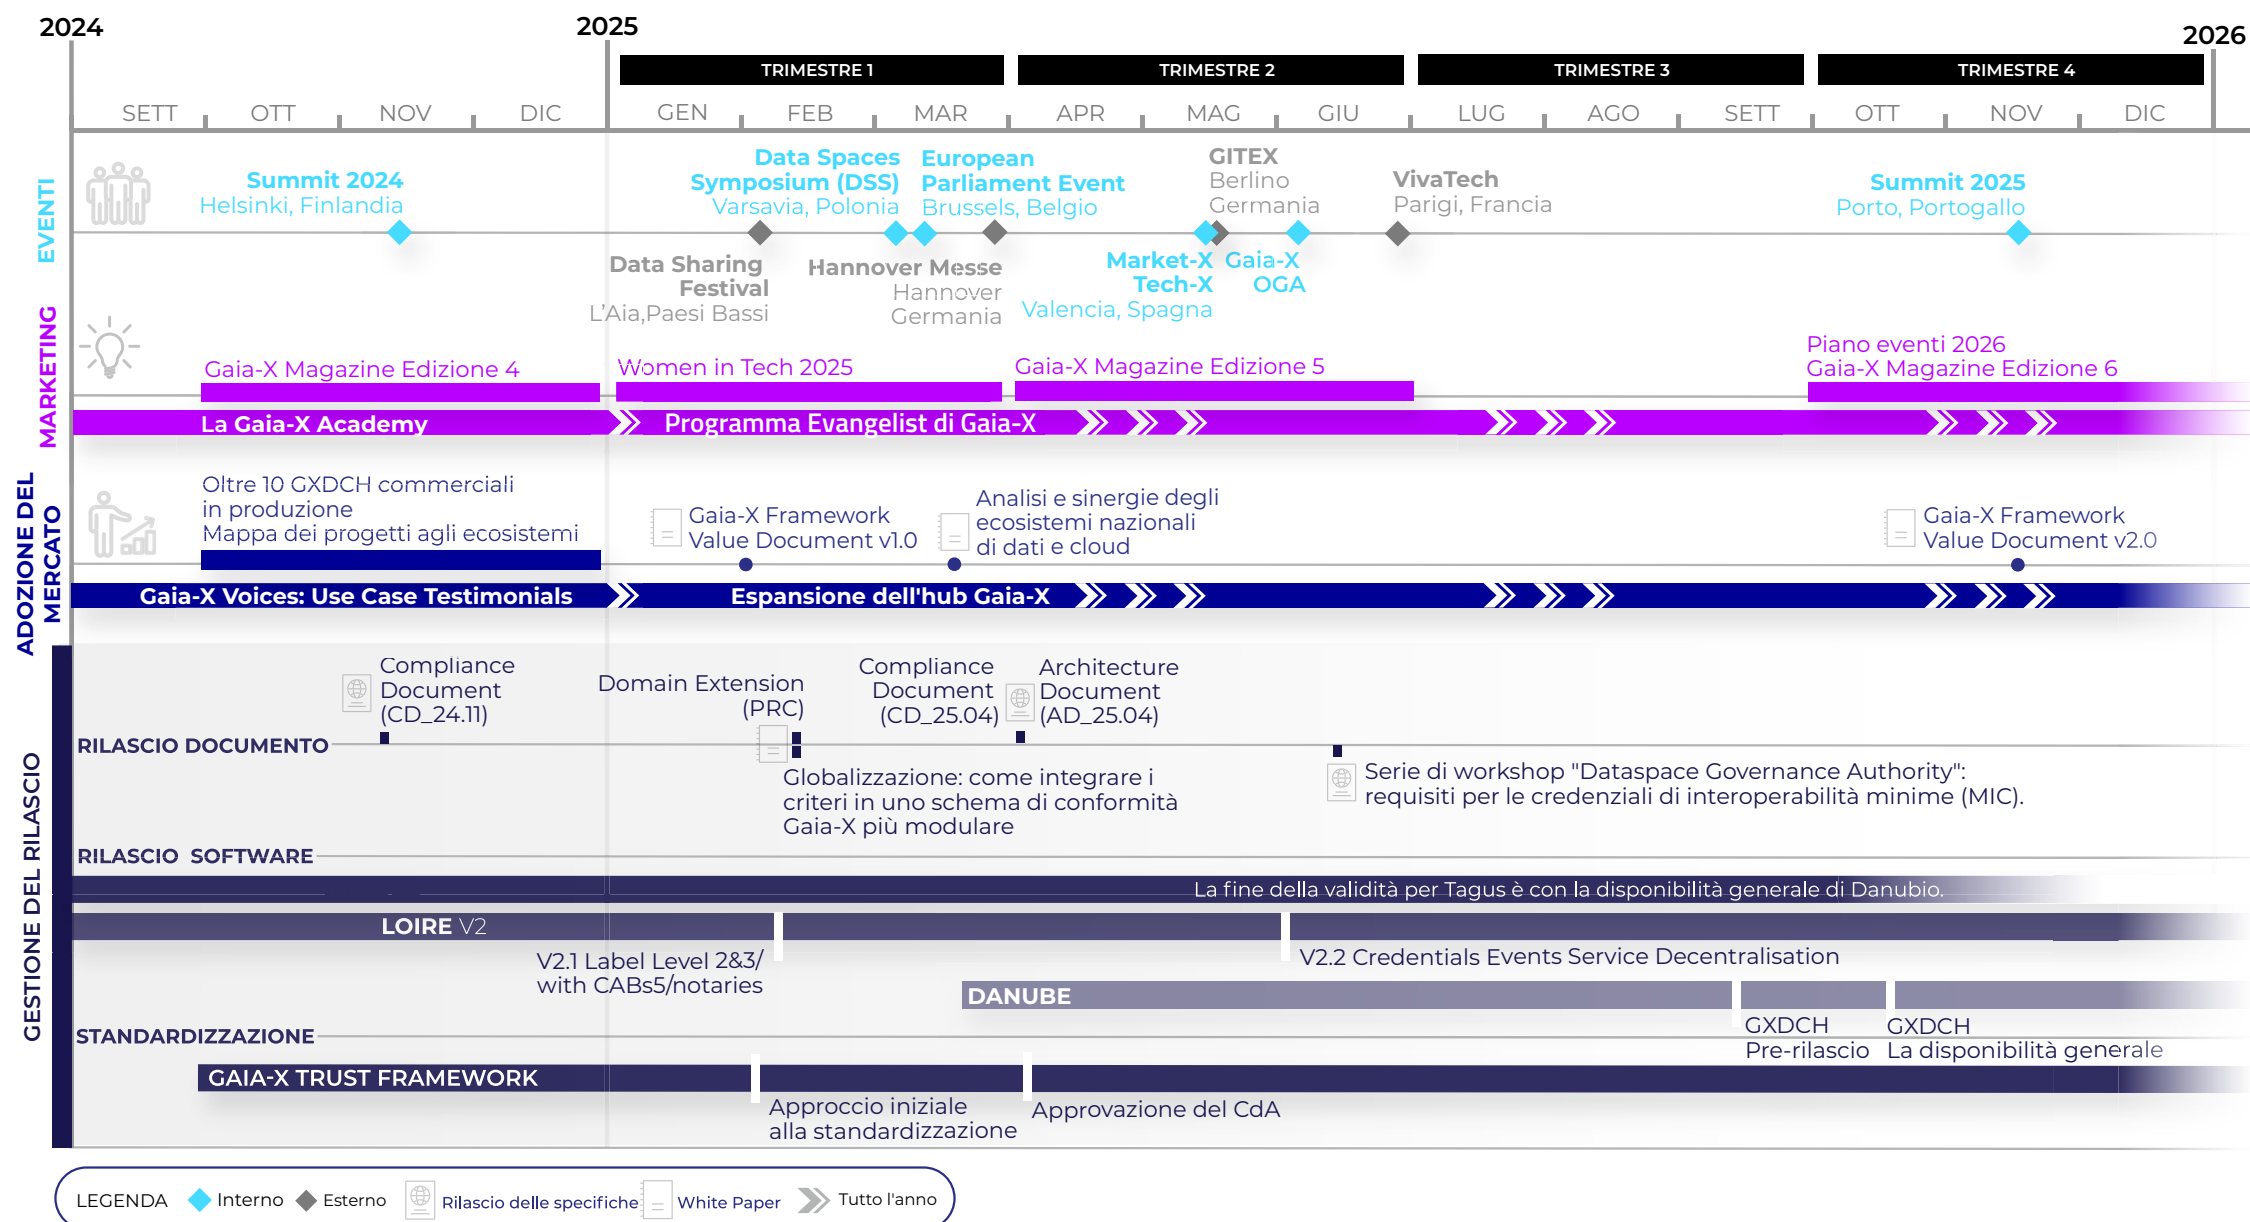 2024
2025
2026
TRIMESTRE 1
TRIMESTRE 2
TRIMESTRE 3
TRIMESTRE 4
SETT
OTT
NOV
DIC
GEN
FEB
MAR
APR
MAG
GIU
LUG
AGO
SETT
OTT
NOV
DIC
EVENTI
Summit 2024
Helsinki, Finlandia
Data Spaces
Symposium (DSS)
Varsavia, Polonia
European
Parliament Event
Brussels, Belgio
GITEX
Berlino
Germania
VivaTech
Parigi, Francia
Summit 2025
Porto, Portogallo
Data Sharing
Festival
L'Aia,Paesi Bassi
Hannover Messe
Hannover
Germania
Market-X
Tech-X
Valencia, Spagna
Gaia-X
OGA
MARKETING
Gaia-X Magazine Edizione 4
Women in Tech 2025
Gaia-X Magazine Edizione 5
Piano eventi 2026
Gaia-X Magazine Edizione 6
La Gaia-X Academy
Programma Evangelist di Gaia-X
ADOZIONE DEL
MERCATO
Oltre 10 GXDCH commerciali
in produzione
Mappa dei progetti agli ecosistemi
Gaia-X Framework
Value Document v1.0
Analisi e sinergie degli
ecosistemi nazionali
di dati e cloud
Gaia-X Framework
Value Document v2.0
Gaia-X Voices: Use Case Testimonials
Espansione dell'hub Gaia-X
GESTIONE DEL RILASCIO
Compliance
Document
(CD_24.11)
Domain Extension
(PRC)
Compliance
Document
(CD_25.04)
Architecture
Document
(AD_25.04)
RILASCIO DOCUMENTO
Globalizzazione: come integrare i
criteri in uno schema di conformità
Gaia-X più modulare
Serie di workshop "Dataspace Governance Authority":
requisiti per le credenziali di interoperabilità minime (MIC).
RILASCIO SOFTWARE
La fine della validità per Tagus è con la disponibilità generale di Danubio.
LOIRE V2
V2.1 Label Level 2&3/
with CABs5/notaries
V2.2 Credentials Events Service Decentralisation
DANUBE
GXDCH
Pre-rilascio
GXDCH
La disponibilità generale
STANDARDIZZAZIONE
GAIA-X TRUST FRAMEWORK
Approccio iniziale
alla standardizzazione
Approvazione del CdA
LEGENDA
Interno
Esterno
Rilascio delle specifiche
White Paper
Tutto l'anno